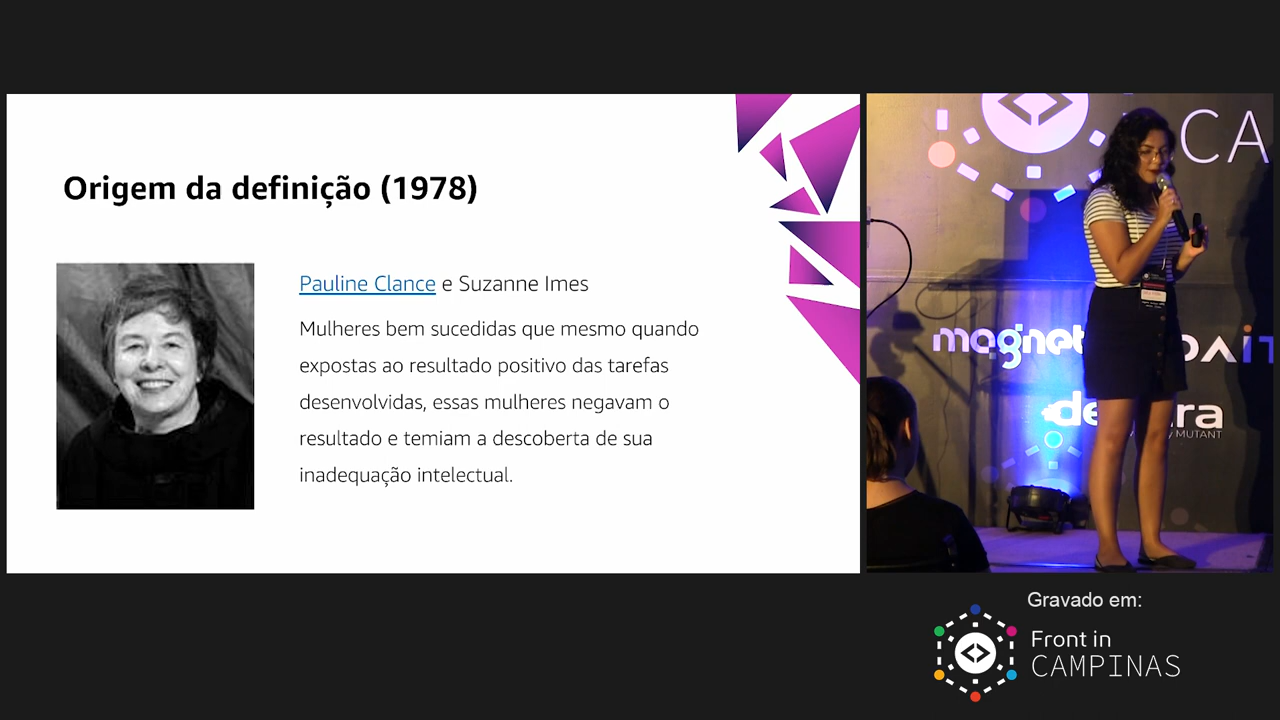 Origem da definição (1978)
Pauline Clance e Suzanne Imes
Mulheres bem sucedidas que mesmo quando
expostas ao resultado positivo das tarefas
desenvolvidas, essas mulheres negavam o
resultado e temiam a descoberta de sua
inadequação intelectual.
CA
magnet
MUTANT
Gravado em:
Front in
CAMPINAS